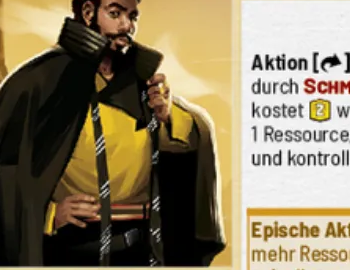 Aktion [
durch SCHM
kostet 2 w
1 Ressource,
und kontroll
Epische Akt
mehr Resso